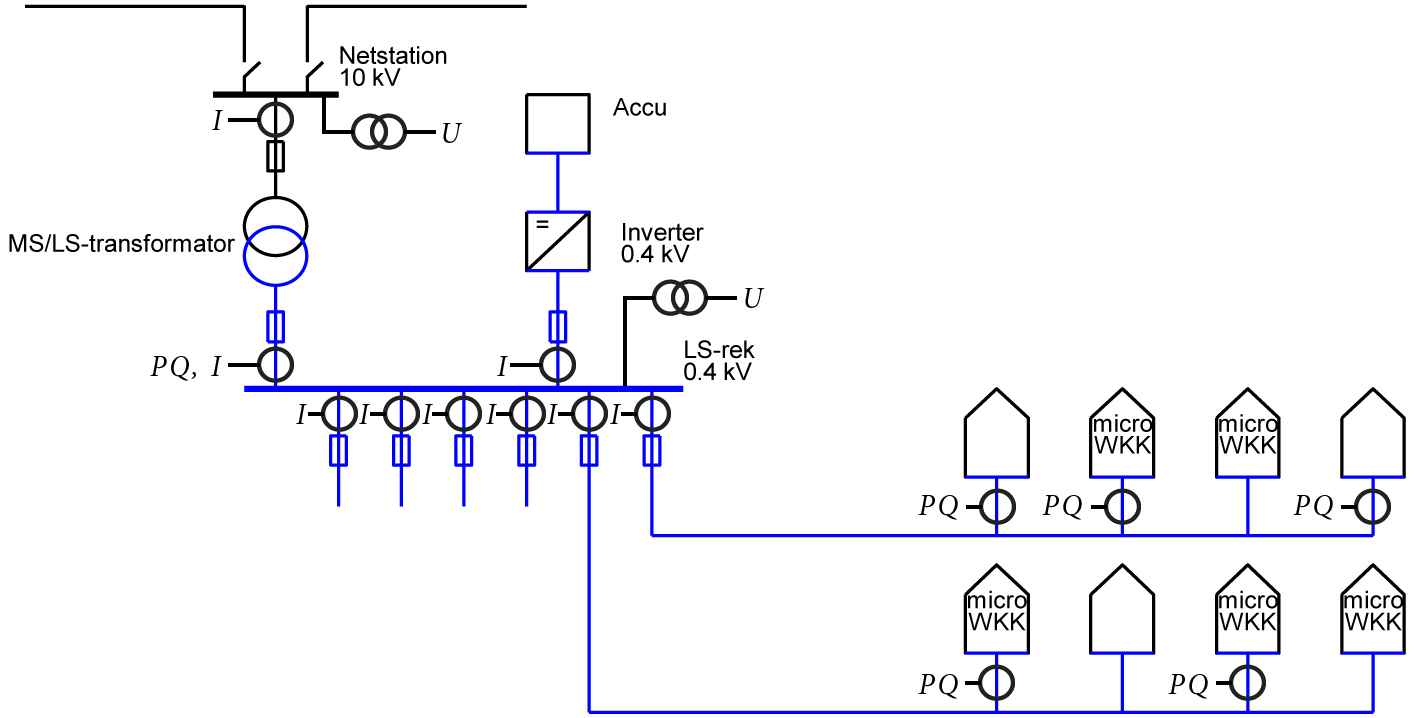 Netstation
10 kV
Accu
I
U
MS/LS-transformator
=
Inverter
0.4 kV
U
PQ, I
I
LS-rek
0.4 kV
I
I
I
I
I
I
micro
WKK
micro
WKK
PQ
PQ
PQ
micro
WKK
micro
WKK
micro
WKK
PQ
PQ